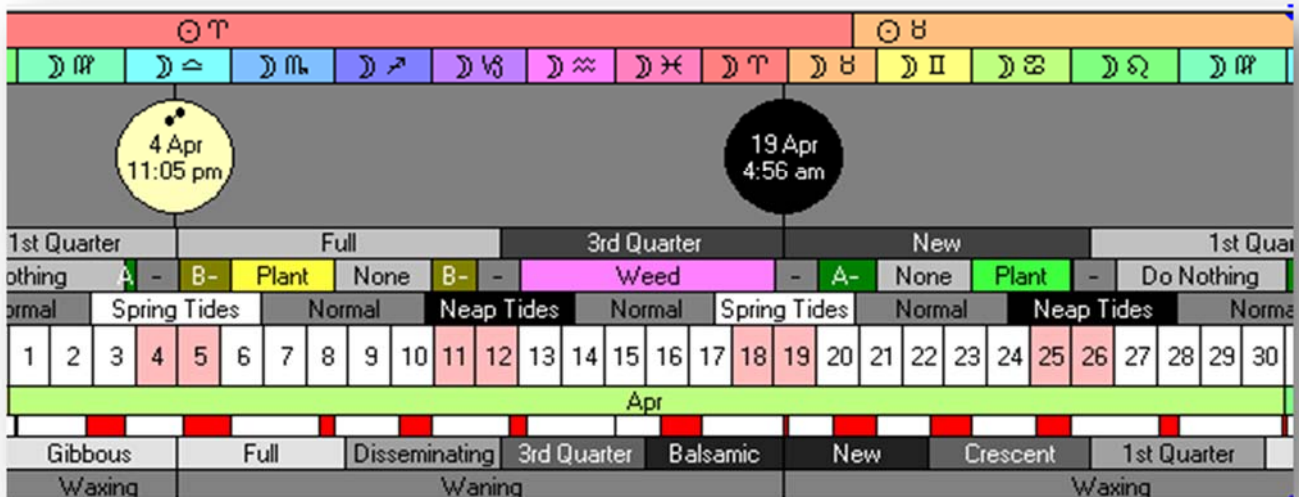 ☉ ♈ ☉ ♉
☽ ♍ ☽ ♎ ☽ ♏ ☽ ♐ ☽ ♑ ☽ ♒ ☽ ♓ ☽ ♈ ☽ ♉ ☽ ♊ ☽ ♋ ☽ ♌ ☽ ♍
4 Apr
11:05 pm
19 Apr
4:56 am
1st Quarter Full 3rd Quarter New 1st Quar
othing A - B- Plant None B- - Weed - A- None Plant - Do Nothing
ormal Spring Tides Normal Neap Tides Normal Spring Tides Normal Neap Tides Norma
1 2 3 4 5 6 7 8 9 10 11 12 13 14 15 16 17 18 19 20 21 22 23 24 25 26 27 28 29 30
Apr
Gibbous Full Disseminating 3rd Quarter Balsamic New Crescent 1st Quarter
Waxing Waning Waxing